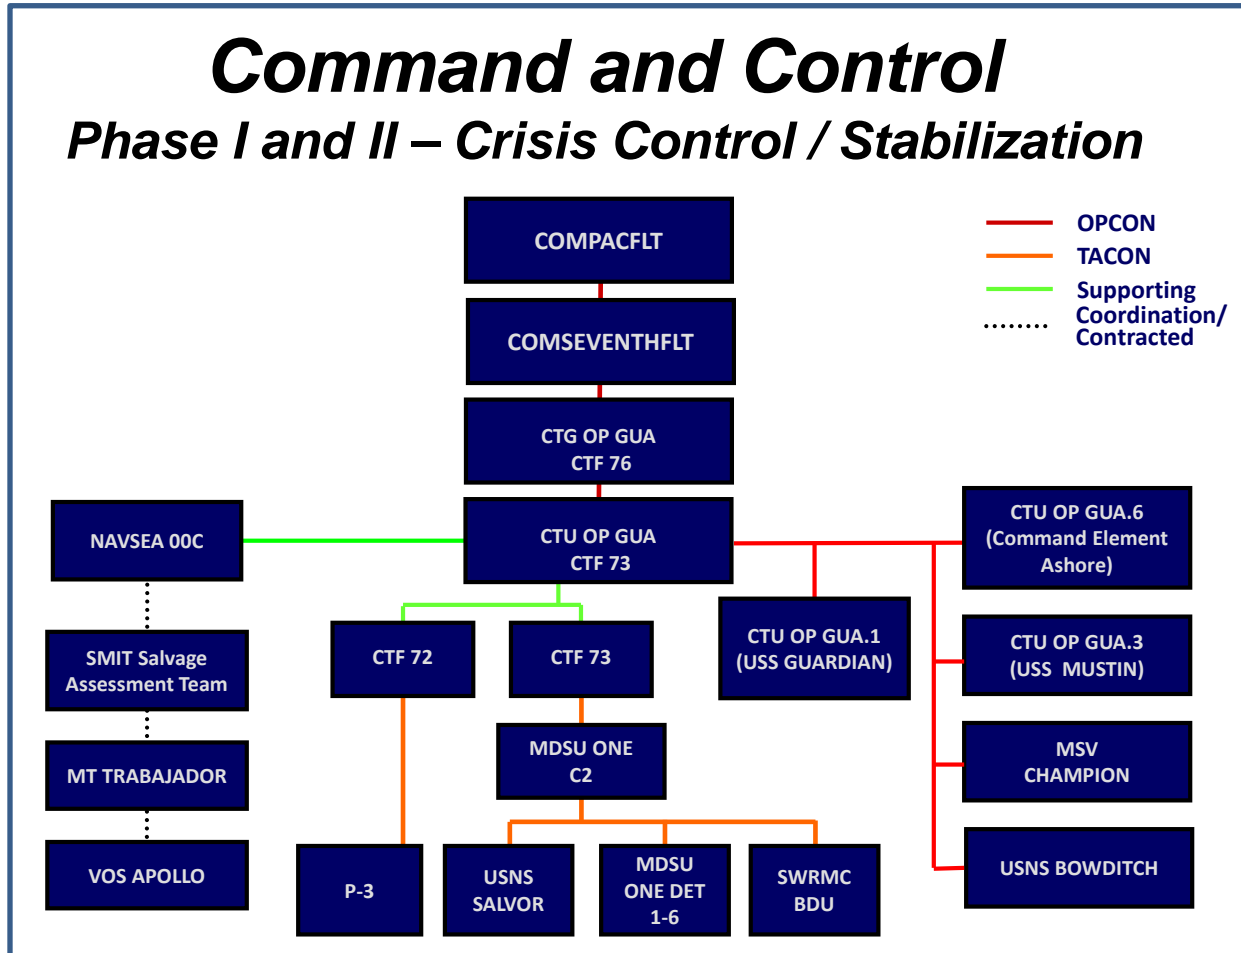 Command and Control
Phase I and II – Crisis Control / Stabilization
COMPACFLT
OPCON
TACON
Supporting
Coordination/
Contracted
COMSEVENTHFLT
CTG OP GUA
CTF 76
NAVSEA 00C
CTU OP GUA
CTF 73
CTU OP GUA.6
(Command Element
Ashore)
SMIT Salvage
Assessment Team
CTF 72
CTF 73
CTU OP GUA.1
(USS GUARDIAN)
CTU OP GUA.3
(USS MUSTIN)
MT TRABAJADOR
MDSU ONE
C2
MSV
CHAMPION
VOS APOLLO
P-3
USNS
SALVOR
MDSU
ONE DET
1-6
SWRMC
BDU
USNS BOWDITCH